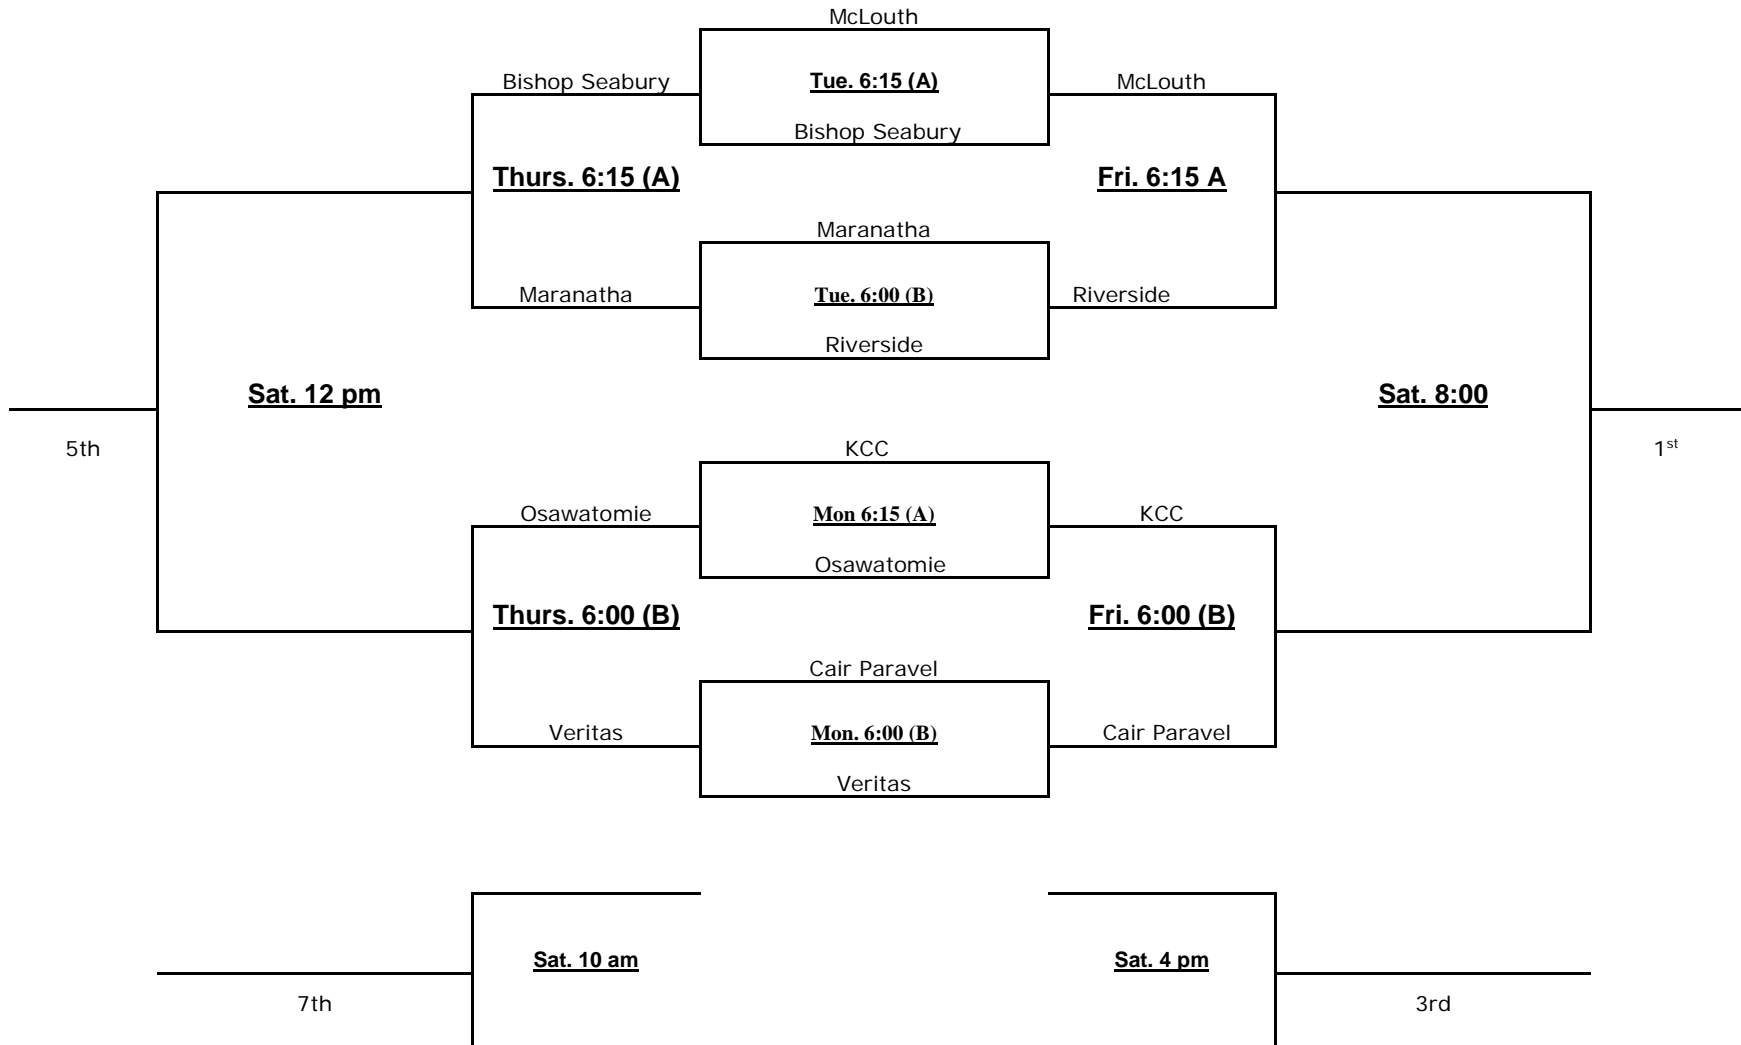 McLouth
Bishop Seabury
Tue. 6:15 (A)
McLouth
Bishop Seabury
Thurs. 6:15 (A)
Fri. 6:15 A
Maranatha
Maranatha
Tue. 6:00 (B)
Riverside
Riverside
Sat. 12 pm
Sat. 8:00
5th
KCC
1st
Osawatomie
Mon 6:15 (A)
KCC
Osawatomie
Thurs. 6:00 (B)
Fri. 6:00 (B)
Cair Paravel
Veritas
Mon. 6:00 (B)
Cair Paravel
Veritas
Sat. 10 am
Sat. 4 pm
7th
3rd